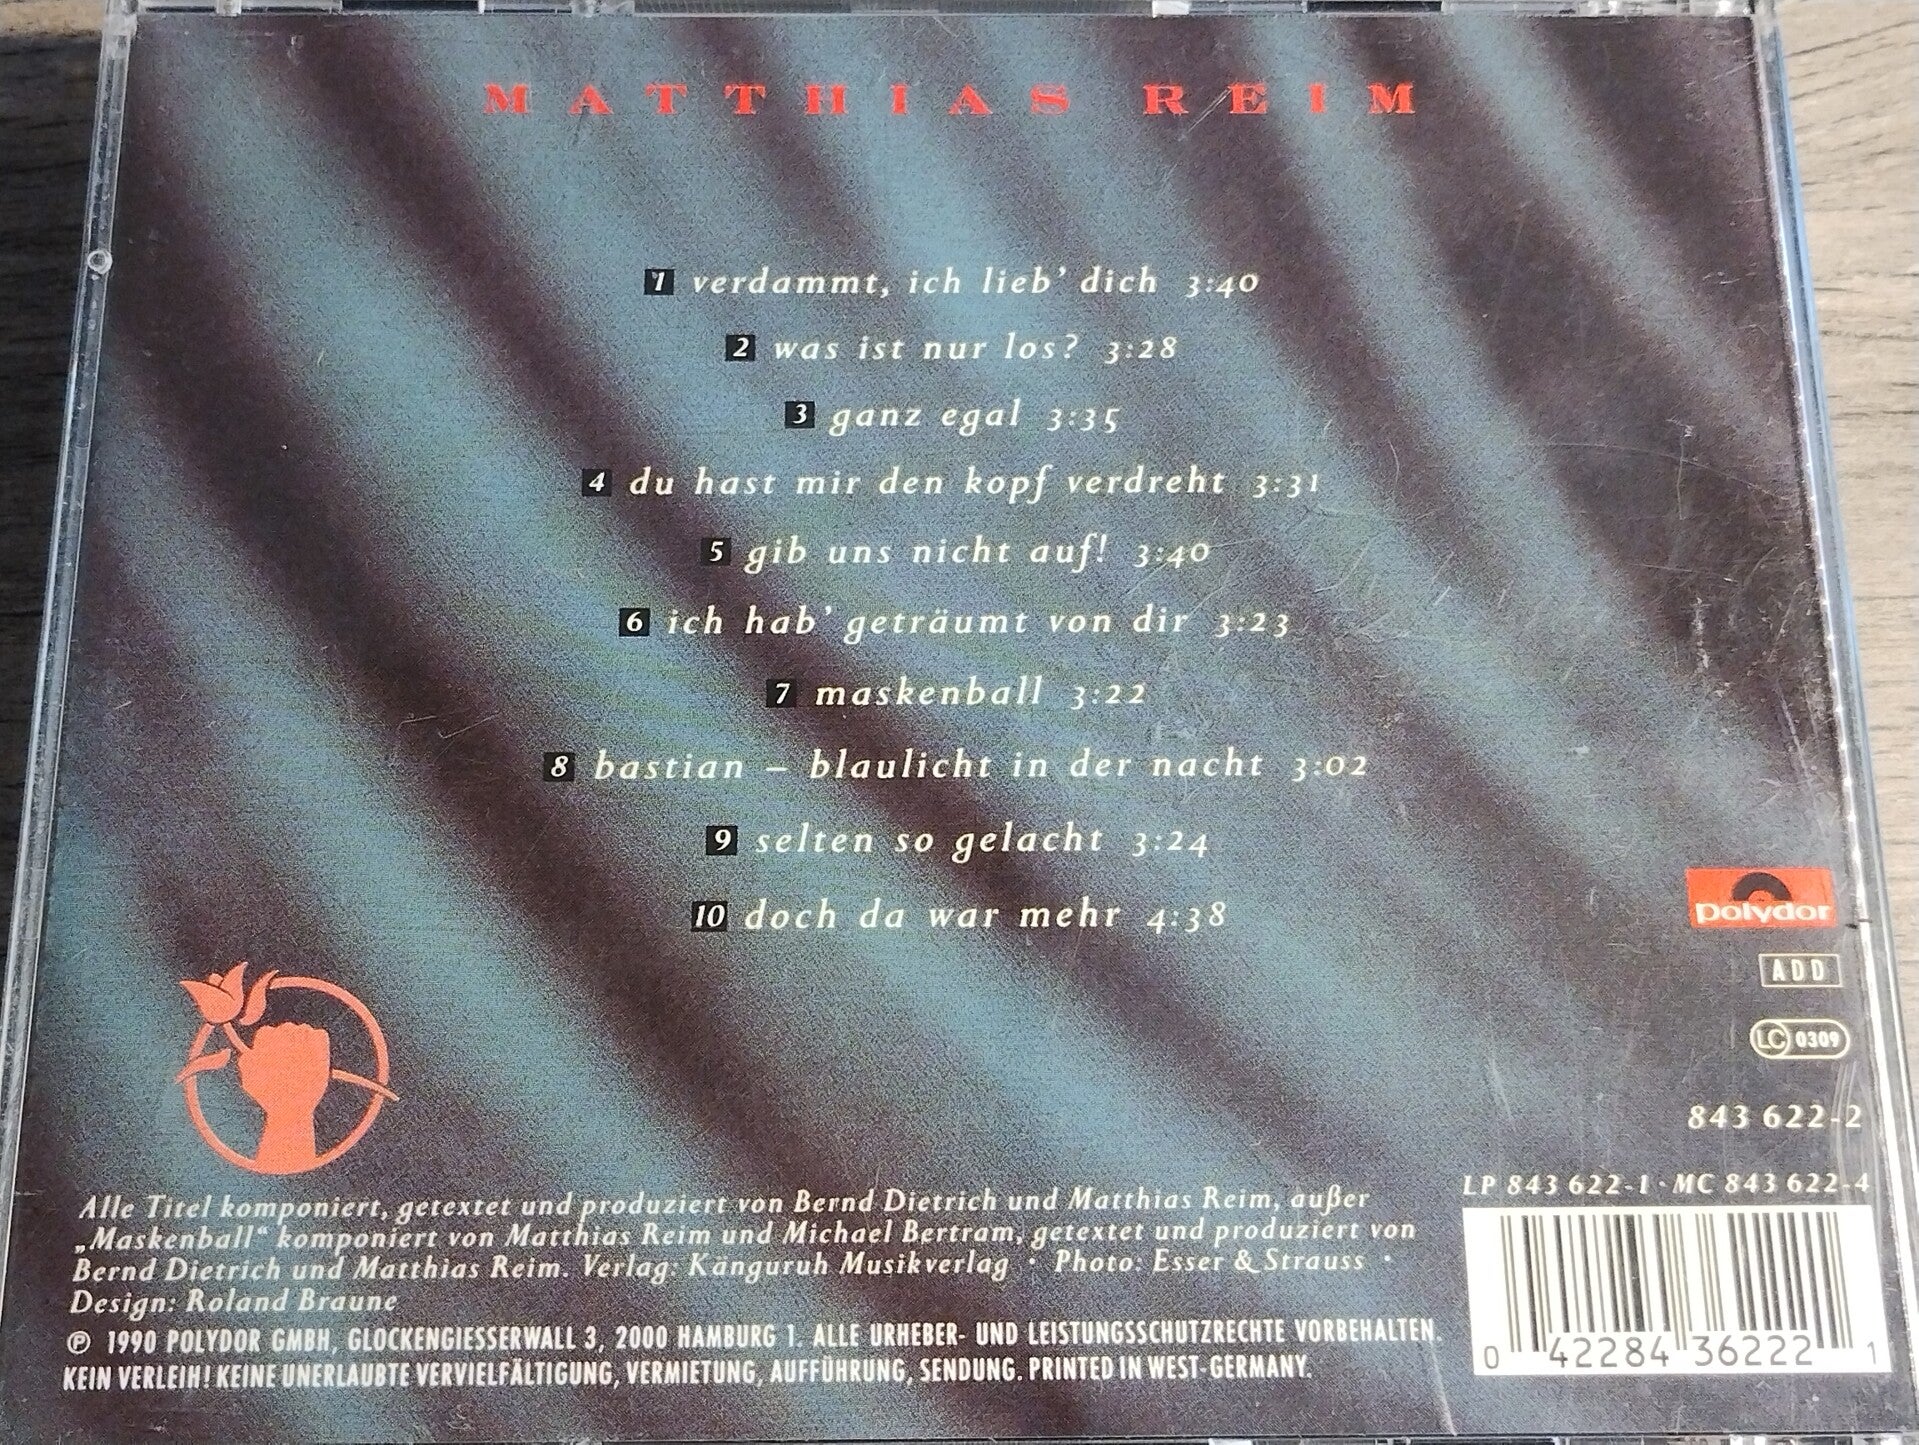 MATTHIAS REIM
1 verdammt, ich lieb' dich 3:40
2 was ist nur los? 3:28
3 ganz egal 3:35
4 du hast mir den kopf verdreht 3:31
5 gib uns nicht auf! 3:40
6 ich hab' geträumt von dir 3:23
7 maskenball 3:22
8 bastian – blaulicht in der nacht 3:02
9 selten so gelacht 3:24
10 doch da war mehr 4:38
polydor
ADD
LC 0309
843 622-2
LP 843 622-1 · MC 843 622-4
Alle Titel komponiert, getextet und produziert von Bernd Dietrich und Matthias Reim, außer
„Maskenball“ komponiert von Matthias Reim und Michael Bertram, getextet und produziert von
Bernd Dietrich und Matthias Reim. Verlag: Känguruh Musikverlag · Photo: Esser & Strauss ·
Design: Roland Braune
℗ 1990 POLYDOR GMBH, GLOCKENGIESSERWALL 3, 2000 HAMBURG 1. ALLE URHEBER- UND LEISTUNGSSCHUTZRECHTE VORBEHALTEN.
KEIN VERLEIH! KEINE UNERLAUBTE VERVIELFÄLTIGUNG, VERMIETUNG, AUFFÜHRUNG, SENDUNG. PRINTED IN WEST-GERMANY.
0 42284 36222 1